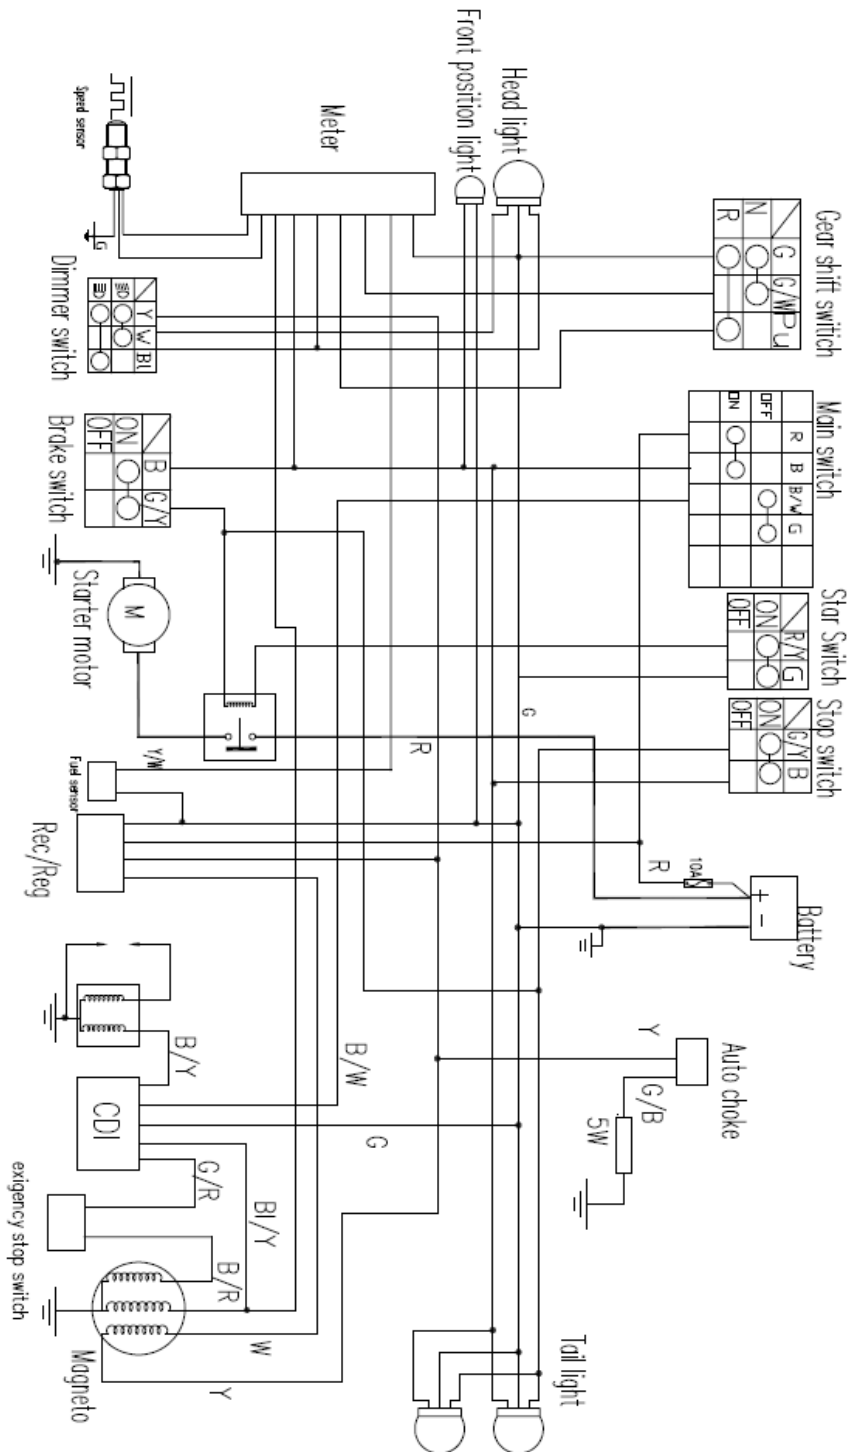 Gear shift switich
G G/W Pu
N
R
Main switch
R B B/W G
OFF
ON
Star Switch
R/Y G
ON
OFF
Stop switch
G/Y B
ON
OFF
Battery
+ -
10A
R
Auto choke
Y
G/B
5W
Head light
Front position light
Tail light
G
R
G
B/W
Meter
Speed sensor
G
Dimmer switch
Y W Bl
Brake switch
B G/Y
ON
OFF
Starter motor
M
Y/W
Fuel sensor
Rec/Reg
B/Y
CDI
G/R
Bl/Y
B/R
exigency stop switch
W
Y
Magneto